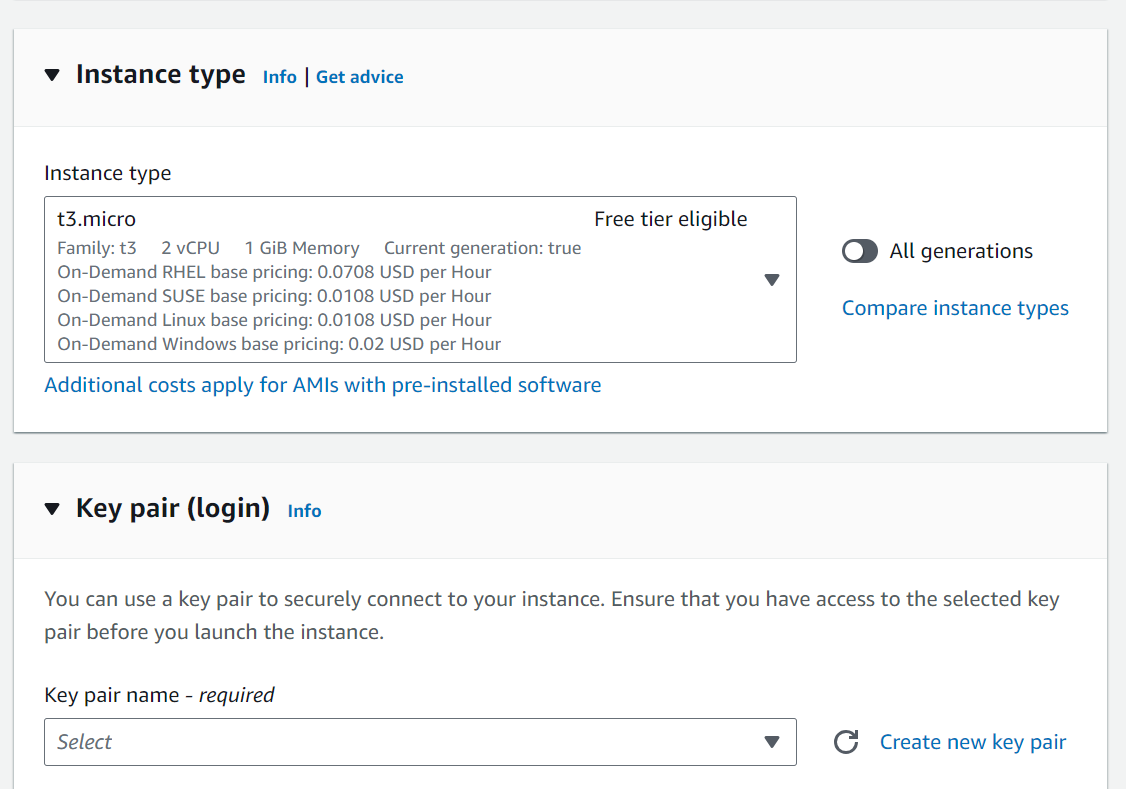 Instance type Info | Get advice
Instance type
t3.micro Free tier eligible
Family: t3 2 vCPU 1 GiB Memory Current generation: true
On-Demand RHEL base pricing: 0.0708 USD per Hour
On-Demand SUSE base pricing: 0.0108 USD per Hour
On-Demand Linux base pricing: 0.0108 USD per Hour
On-Demand Windows base pricing: 0.02 USD per Hour
All generations
Compare instance types
Additional costs apply for AMIs with pre-installed software
Key pair (login) Info
You can use a key pair to securely connect to your instance. Ensure that you have access to the selected key
pair before you launch the instance.
Key pair name - required
Select
Create new key pair